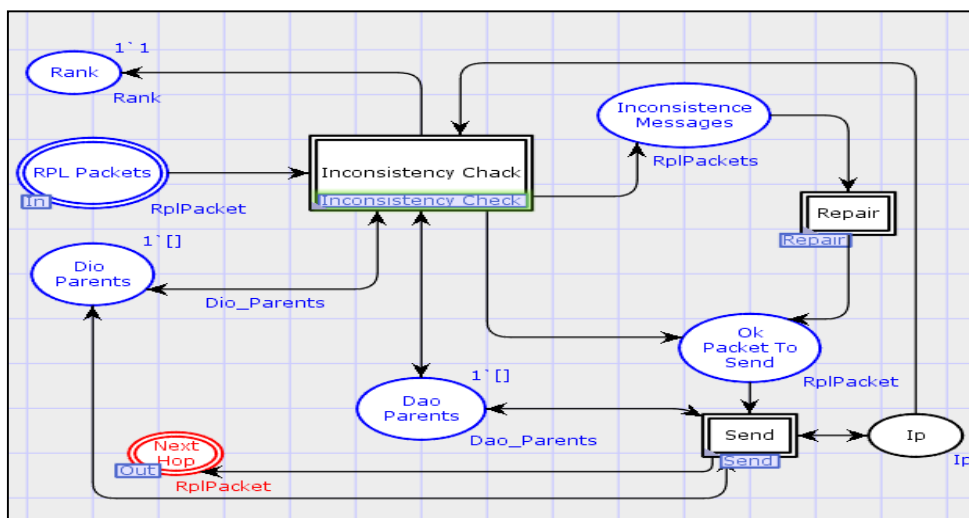 1`1
Rank
Rank
Inconsistence
Messages
RplPackets
RPL Packets
In
RplPacket
Inconsistency Chack
Inconsistency Check
Repair
Repair
1`[]
Dio
Parents
Dio_Parents
Ok
Packet To
Send
RplPacket
1`[]
Dao
Parents
Dao_Parents
Send
Send
Ip
Ip
Next
Hop
Out
RplPacket